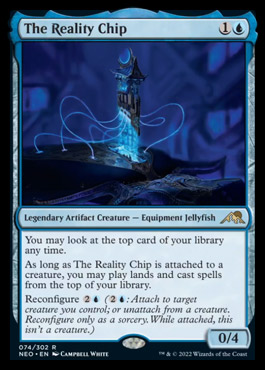 The Reality Chip 1
Legendary Artifact Creature — Equipment Jellyfish
You may look at the top card of your library
any time.
As long as The Reality Chip is attached to a
creature, you may play lands and cast spells
from the top of your library.
Reconfigure 2 (2 : Attach to target
creature you control; or unattach from a creature.
Reconfigure only as a sorcery. While attached, this
isn't a creature.)
0/4
074/302 R
NEO • EN CAMPBELL WHITE
™ & © 2022 Wizards of the Coast